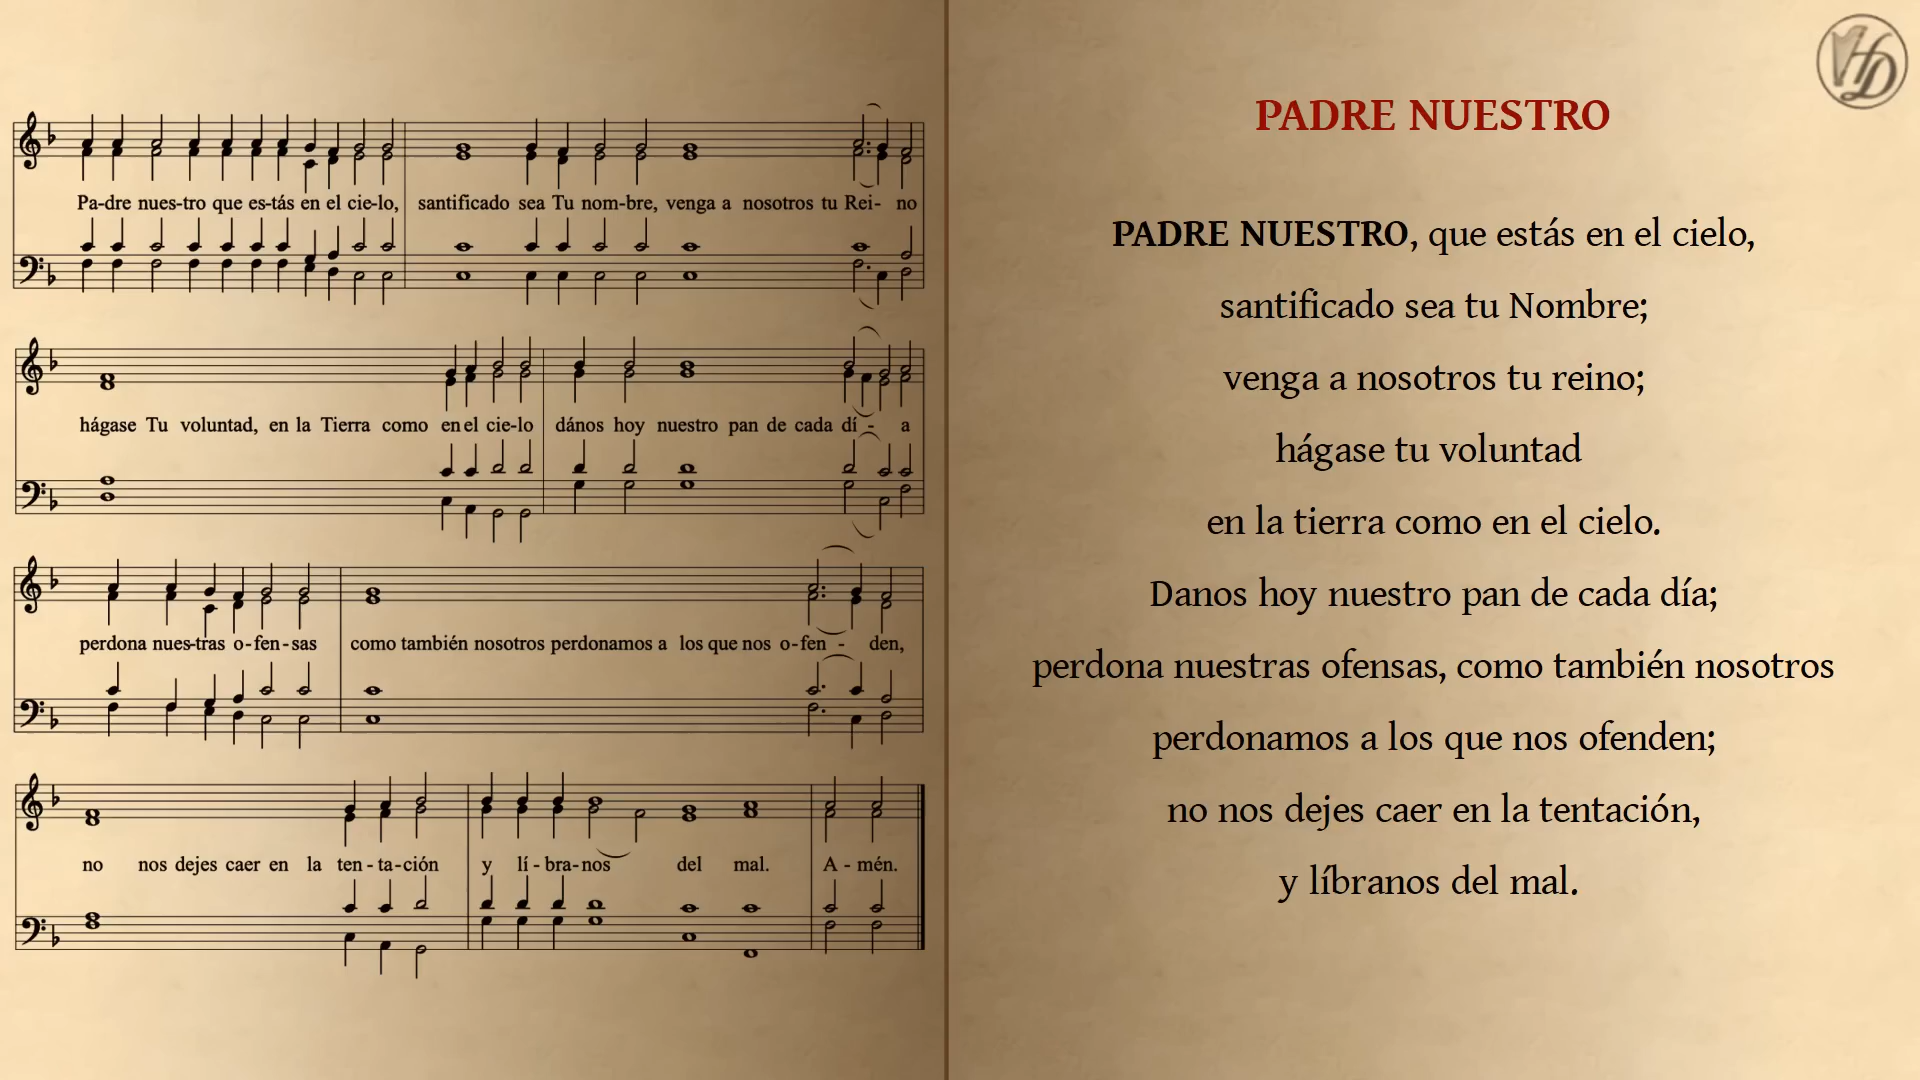 Pa-dre nues-tro que es-tás en el cie-lo, santificado sea Tu nom-bre, venga a nosotros tu Rei- no
hágase Tu voluntad, en la Tierra como en el cie-lo dános hoy nuestro pan de cada dí - a
perdona nues-tras o-fen-sas como también nosotros perdonamos a los que nos o-fen - den,
no nos dejes caer en la ten-ta-ción y lí-bra-nos del mal. A-mén.
HD
PADRE NUESTRO
PADRE NUESTRO, que estás en el cielo,
santificado sea tu Nombre;
venga a nosotros tu reino;
hágase tu voluntad
en la tierra como en el cielo.
Danos hoy nuestro pan de cada día;
perdona nuestras ofensas, como también nosotros
perdonamos a los que nos ofenden;
no nos dejes caer en la tentación,
y líbranos del mal.